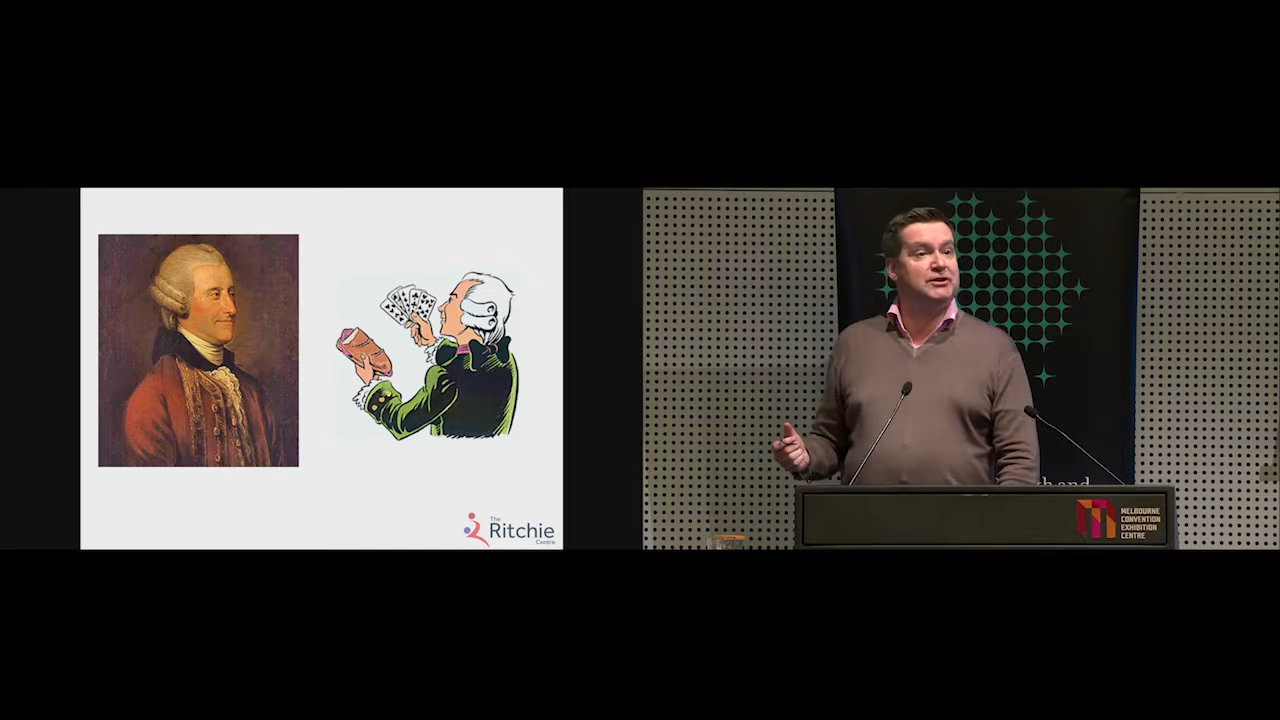 The
Ritchie
Centre
MELBOURNE
CONVENTION
EXHIBITION
CENTRE